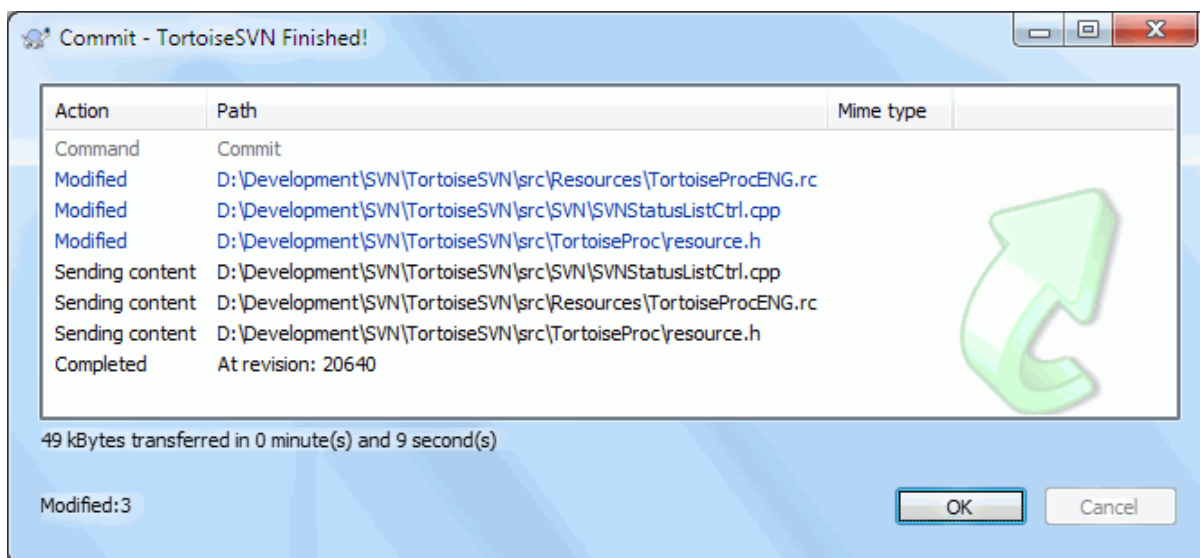 Commit - TortoiseSVN Finished!
Action Path Mime type
Command Commit
Modified D:\Development\SVN\TortoiseSVN\src\Resources\TortoiseProcENG.rc
Modified D:\Development\SVN\TortoiseSVN\src\SVN\SVNStatusListCtrl.cpp
Modified D:\Development\SVN\TortoiseSVN\src\TortoiseProc\resource.h
Sending content D:\Development\SVN\TortoiseSVN\src\SVN\SVNStatusListCtrl.cpp
Sending content D:\Development\SVN\TortoiseSVN\src\Resources\TortoiseProcENG.rc
Sending content D:\Development\SVN\TortoiseSVN\src\TortoiseProc\resource.h
Completed At revision: 20640
49 kBytes transferred in 0 minute(s) and 9 second(s)
Modified:3
OK Cancel